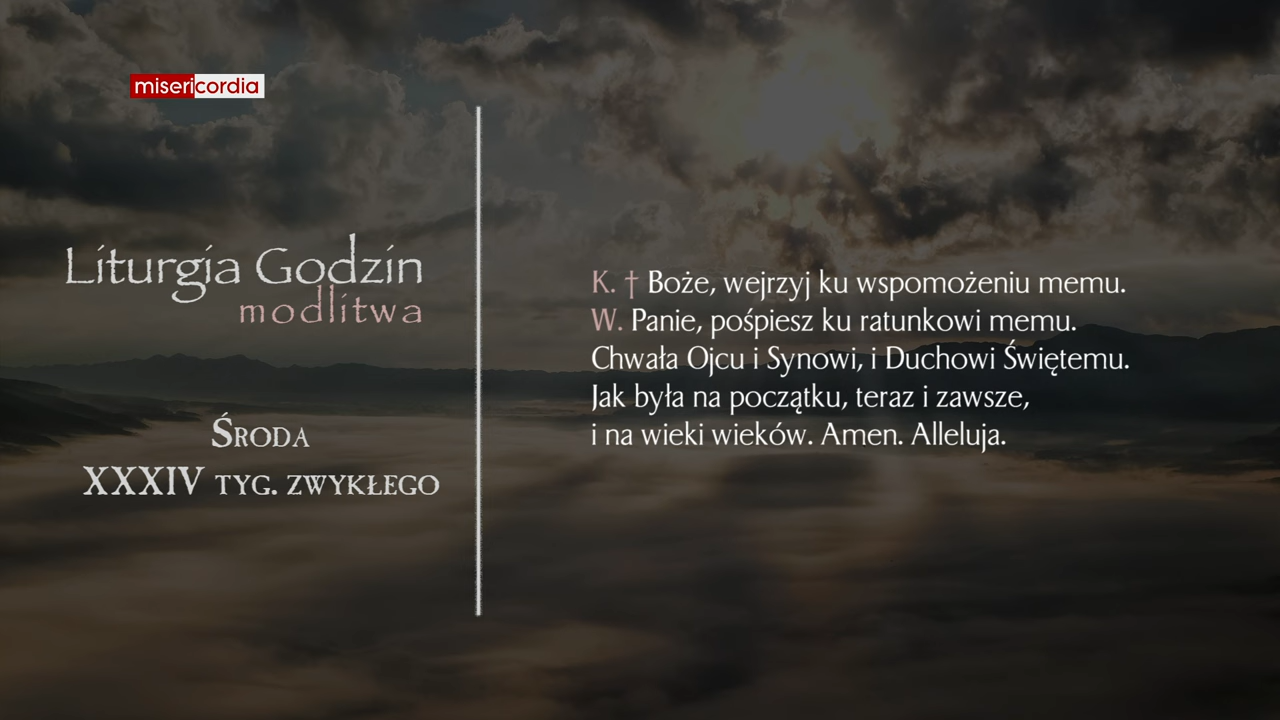 misericordia
Liturgia Godzin
modlitwa
Środa
XXXIV tyg. zwykłego
K. † Boże, wejrzyj ku wspomożeniu memu.
W. Panie, pośpiesz ku ratunkowi memu.
Chwała Ojcu i Synowi, i Duchowi Świętemu.
Jak była na początku, teraz i zawsze,
i na wieki wieków. Amen. Alleluja.